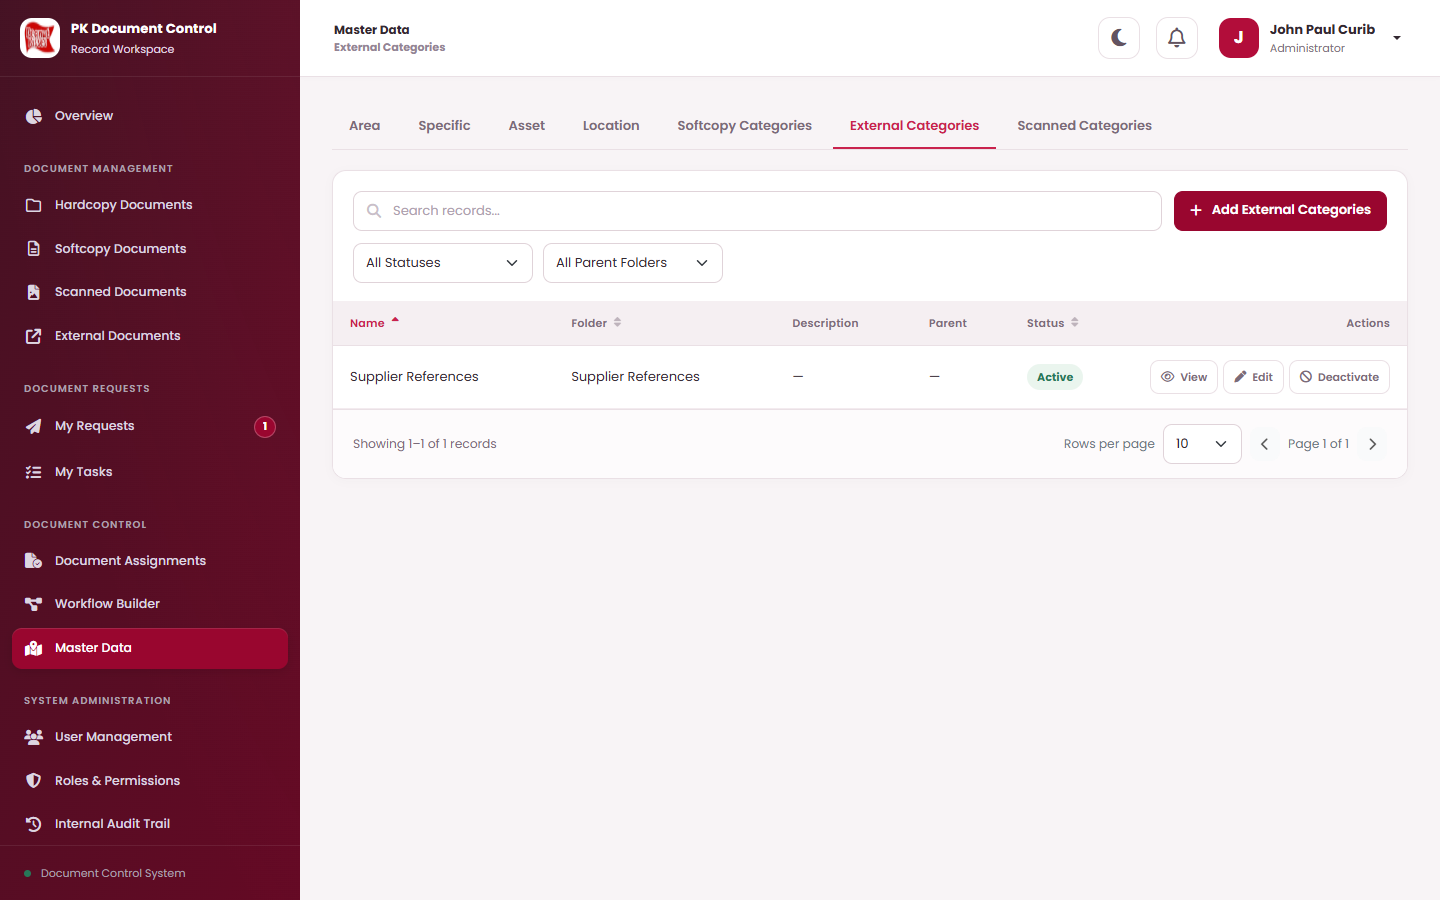 PK Document Control
Record Workspace
Overview
DOCUMENT MANAGEMENT
Hardcopy Documents
Softcopy Documents
Scanned Documents
External Documents
DOCUMENT REQUESTS
My Requests 1
My Tasks
DOCUMENT CONTROL
Document Assignments
Workflow Builder
Master Data
SYSTEM ADMINISTRATION
User Management
Roles & Permissions
Internal Audit Trail
Document Control System
Master Data
External Categories
J
John Paul Curib
Administrator
Area Specific Asset Location Softcopy Categories External Categories Scanned Categories
Search records...
+ Add External Categories
All Statuses All Parent Folders
Name Folder Description Parent Status Actions
Supplier References Supplier References — — Active View Edit Deactivate
Showing 1–1 of 1 records Rows per page 10 Page 1 of 1